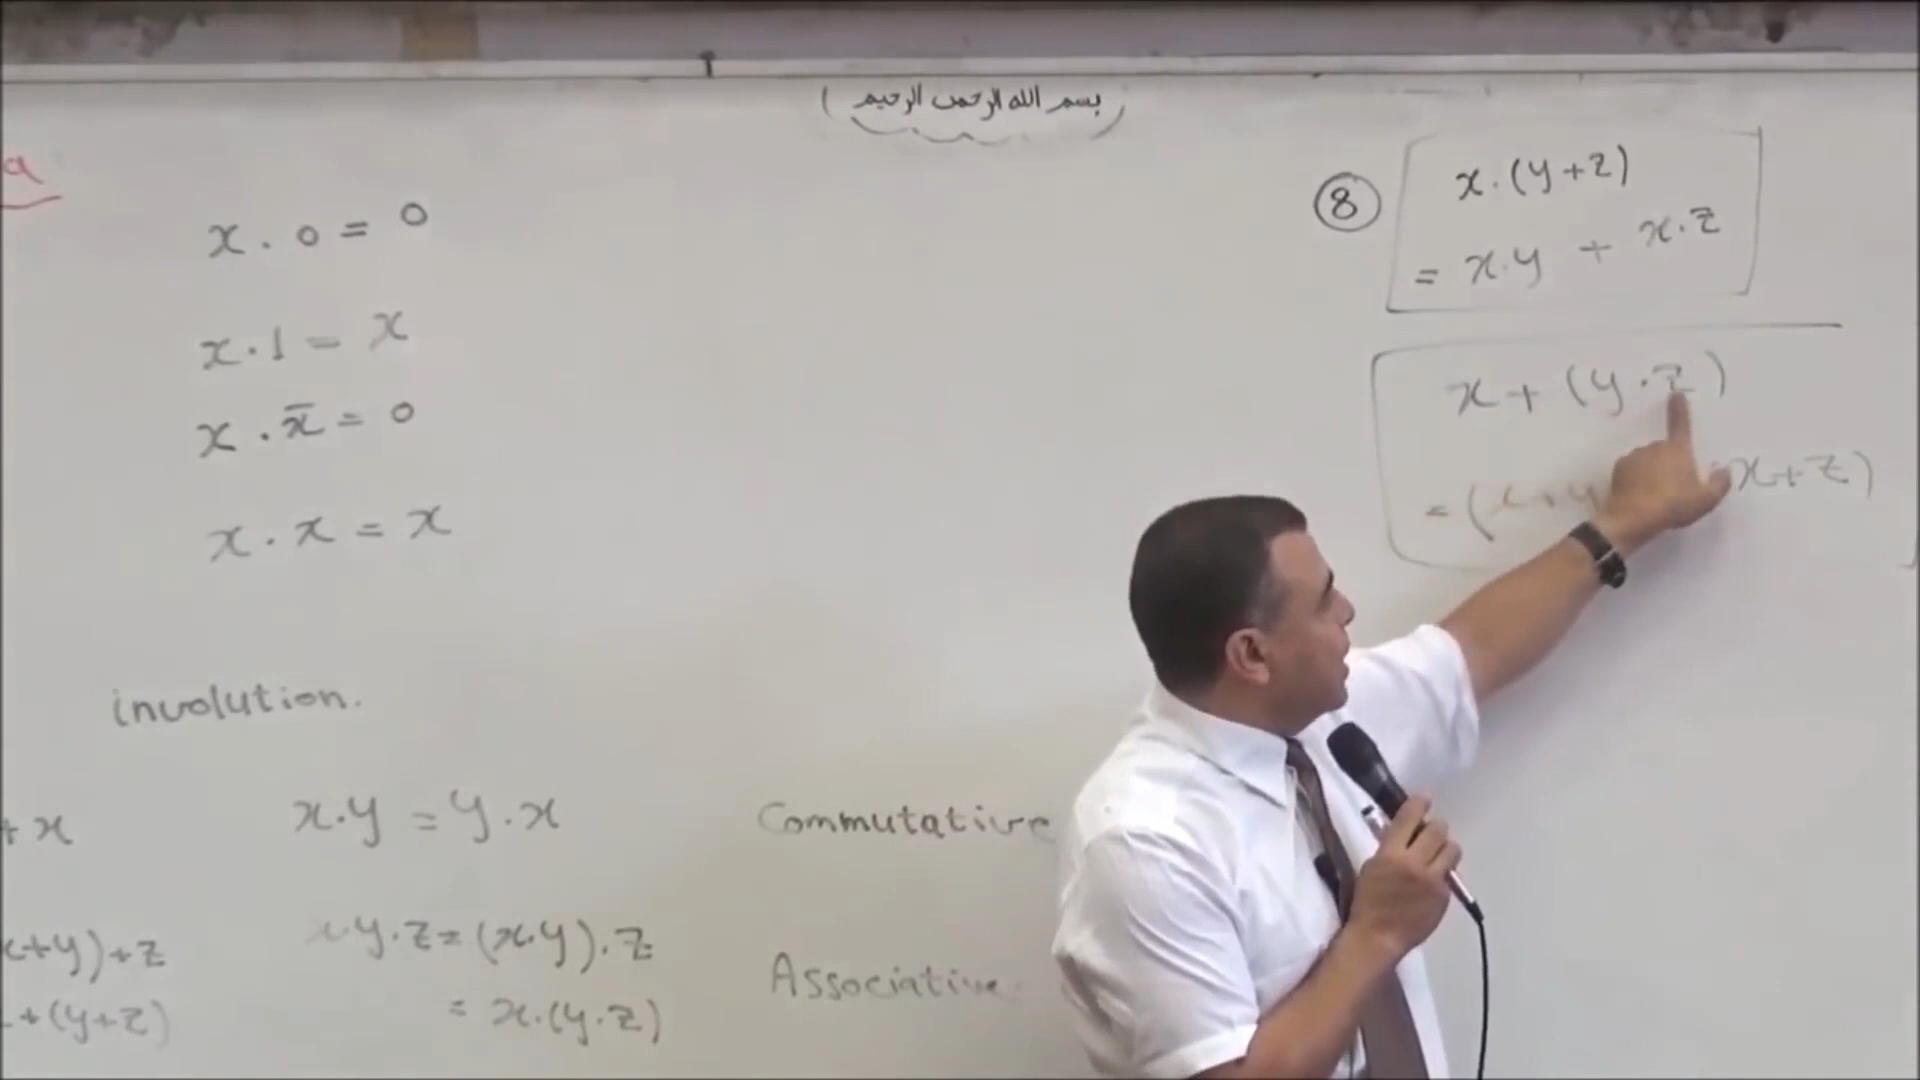 بسم الله الرحمن الرحيم
x . 0 = 0
x . 1 = x
x . x̄ = 0
x . x = x
involution.
+ x
x.y = y.x
Commutative
x+y)+z
x.y.z = (x.y).z
+(y+z)
= x.(y.z)
Associative.
8
x.(y+z)
= x.y + x.z
x+(y.z)
= (x+y x+z)